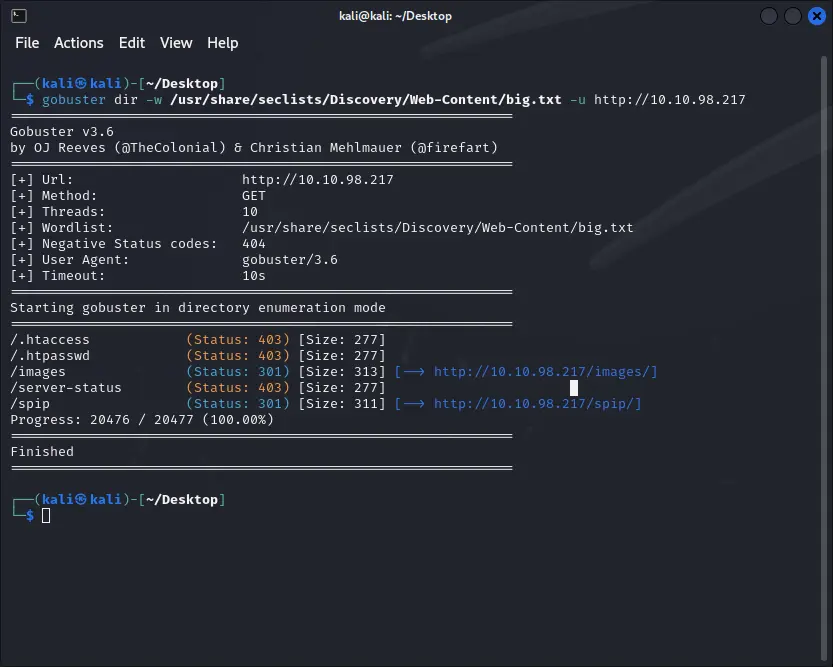 kali@kali: ~/Desktop
File Actions Edit View Help
┌──(kali㉿kali)-[~/Desktop]
└─$ gobuster dir -w /usr/share/seclists/Discovery/Web-Content/big.txt -u http://10.10.98.217
===============================================================
Gobuster v3.6
by OJ Reeves (@TheColonial) & Christian Mehlmauer (@firefart)
===============================================================
[+] Url:                     http://10.10.98.217
[+] Method:                  GET
[+] Threads:                 10
[+] Wordlist:                /usr/share/seclists/Discovery/Web-Content/big.txt
[+] Negative Status codes:   404
[+] User Agent:              gobuster/3.6
[+] Timeout:                 10s
===============================================================
Starting gobuster in directory enumeration mode
===============================================================
/.htaccess            (Status: 403) [Size: 277]
/.htpasswd            (Status: 403) [Size: 277]
/images               (Status: 301) [Size: 313] [--> http://10.10.98.217/images/]
/server-status        (Status: 403) [Size: 277]
/spip                 (Status: 301) [Size: 311] [--> http://10.10.98.217/spip/]
Progress: 20476 / 20477 (100.00%)
===============================================================
Finished
===============================================================
┌──(kali㉿kali)-[~/Desktop]
└─$